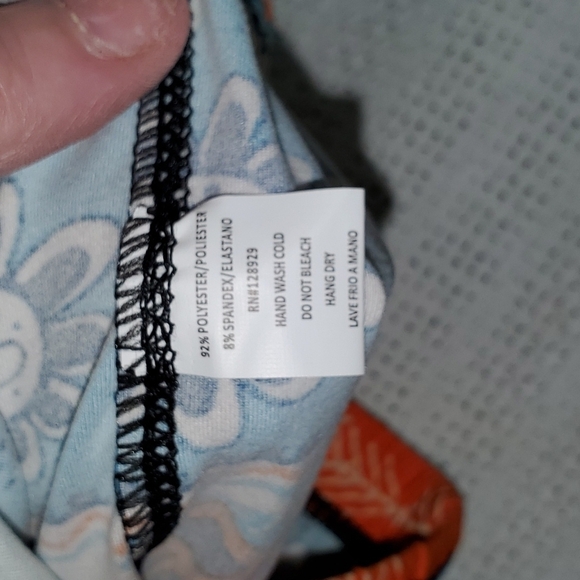 92% POLYESTER/POLIESTER
8% SPANDEX/ELASTANO
RN#128929
HAND WASH COLD
DO NOT BLEACH
HANG DRY
LAVE FRIO A MANO